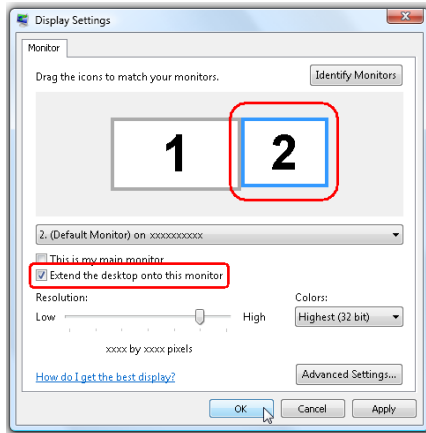 Display Settings
Monitor
Drag the icons to match your monitors.
Identify Monitors
1
2
2. (Default Monitor) on xxxxxxxxxx
This is my main monitor
Extend the desktop onto this monitor
Resolution:
Colors:
Low
High
Highest (32 bit)
xxxx by xxxx pixels
How do I get the best display?
Advanced Settings...
OK
Cancel
Apply